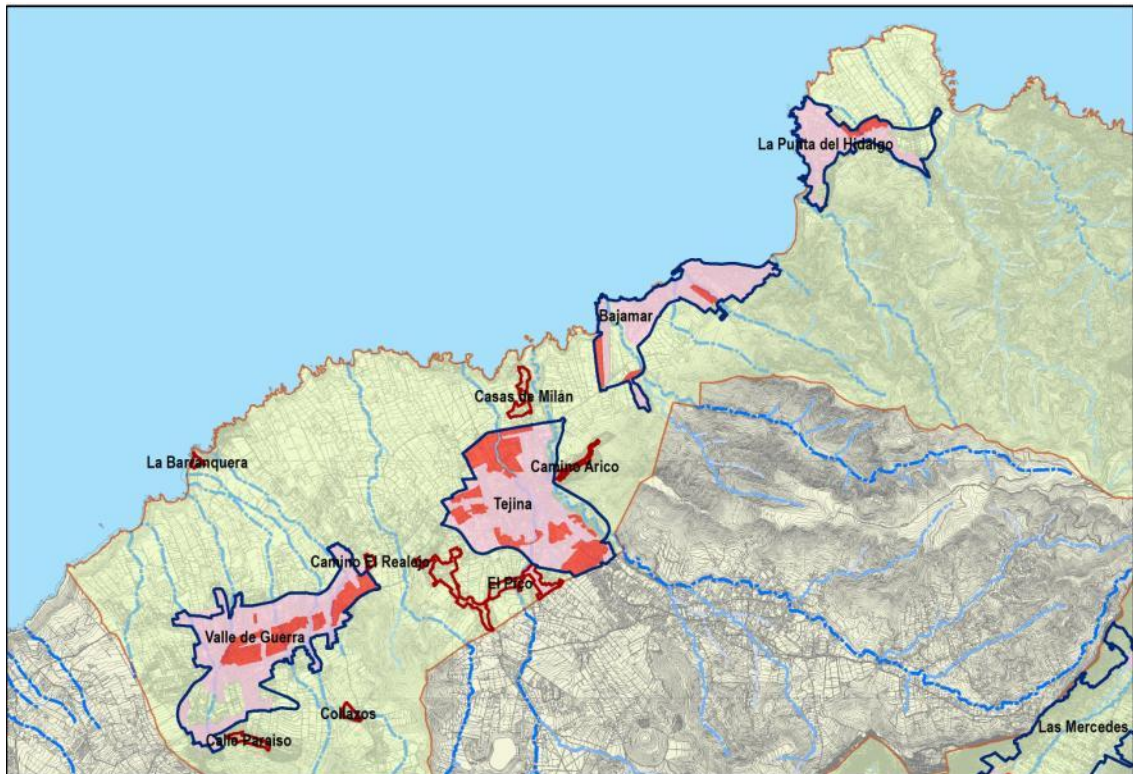 La Punta del Hidalgo
Bajamar
Casas de Milán
La Barranquera
Camino Arico
Tejina
Camino El Realejo
El Pico
Valle de Guerra
Collazos
Las Mercedes
Calle Paraiso